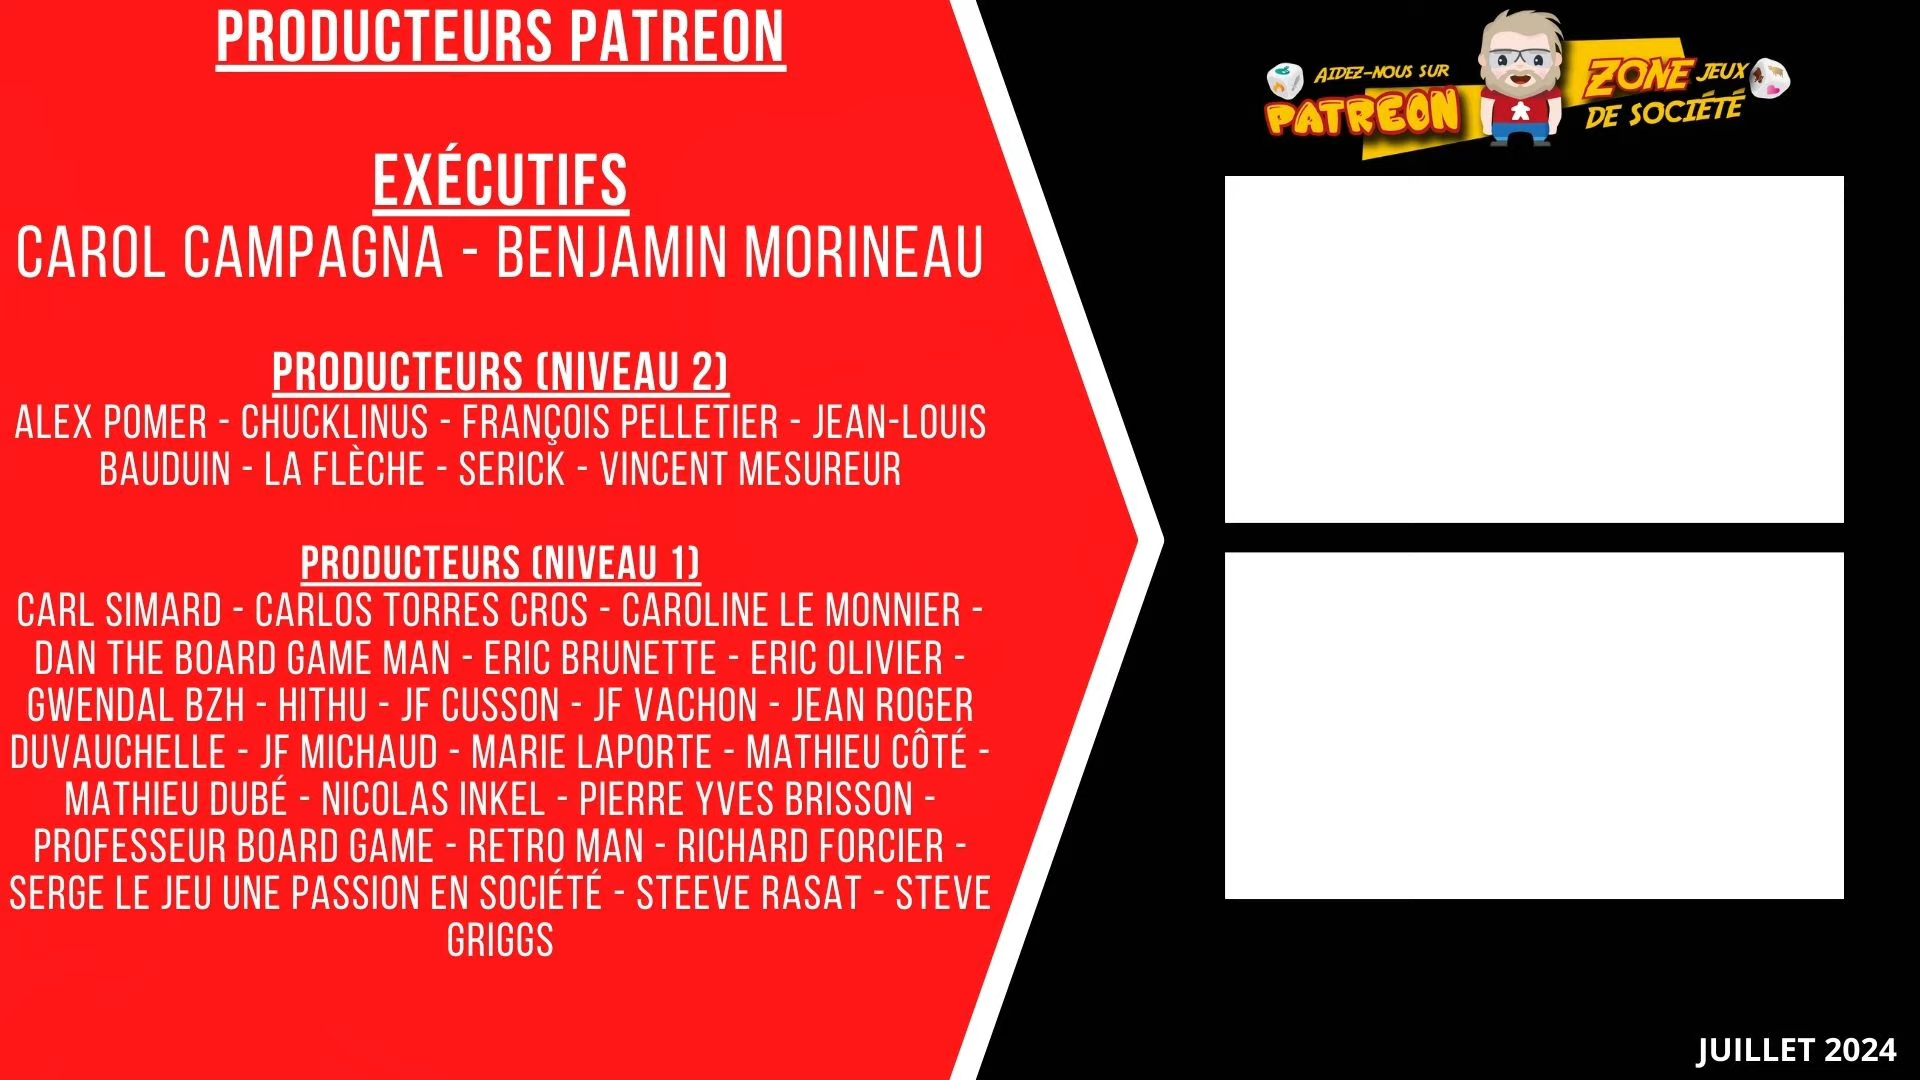 PRODUCTEURS PATREON
EXÉCUTIFS
CAROL CAMPAGNA - BENJAMIN MORINEAU
PRODUCTEURS (NIVEAU 2)
ALEX POMER - CHUCKLINUS - FRANÇOIS PELLETIER - JEAN-LOUIS
BAUDUIN - LA FLÈCHE - SERICK - VINCENT MESUREUR
PRODUCTEURS (NIVEAU 1)
CARL SIMARD - CARLOS TORRES CROS - CAROLINE LE MONNIER -
DAN THE BOARD GAME MAN - ERIC BRUNETTE - ERIC OLIVIER -
GWENDAL BZH - HITHU - JF CUSSON - JF VACHON - JEAN ROGER
DUVAUCHELLE - JF MICHAUD - MARIE LAPORTE - MATHIEU CÔTÉ -
MATHIEU DUBÉ - NICOLAS INKEL - PIERRE YVES BRISSON -
PROFESSEUR BOARD GAME - RETRO MAN - RICHARD FORCIER -
SERGE LE JEU UNE PASSION EN SOCIÉTÉ - STEEVE RASAT - STEVE
GRIGGS
AIDEZ-NOUS SUR
PATREON
ZONE JEUX
DE SOCIÉTÉ
JUILLET 2024